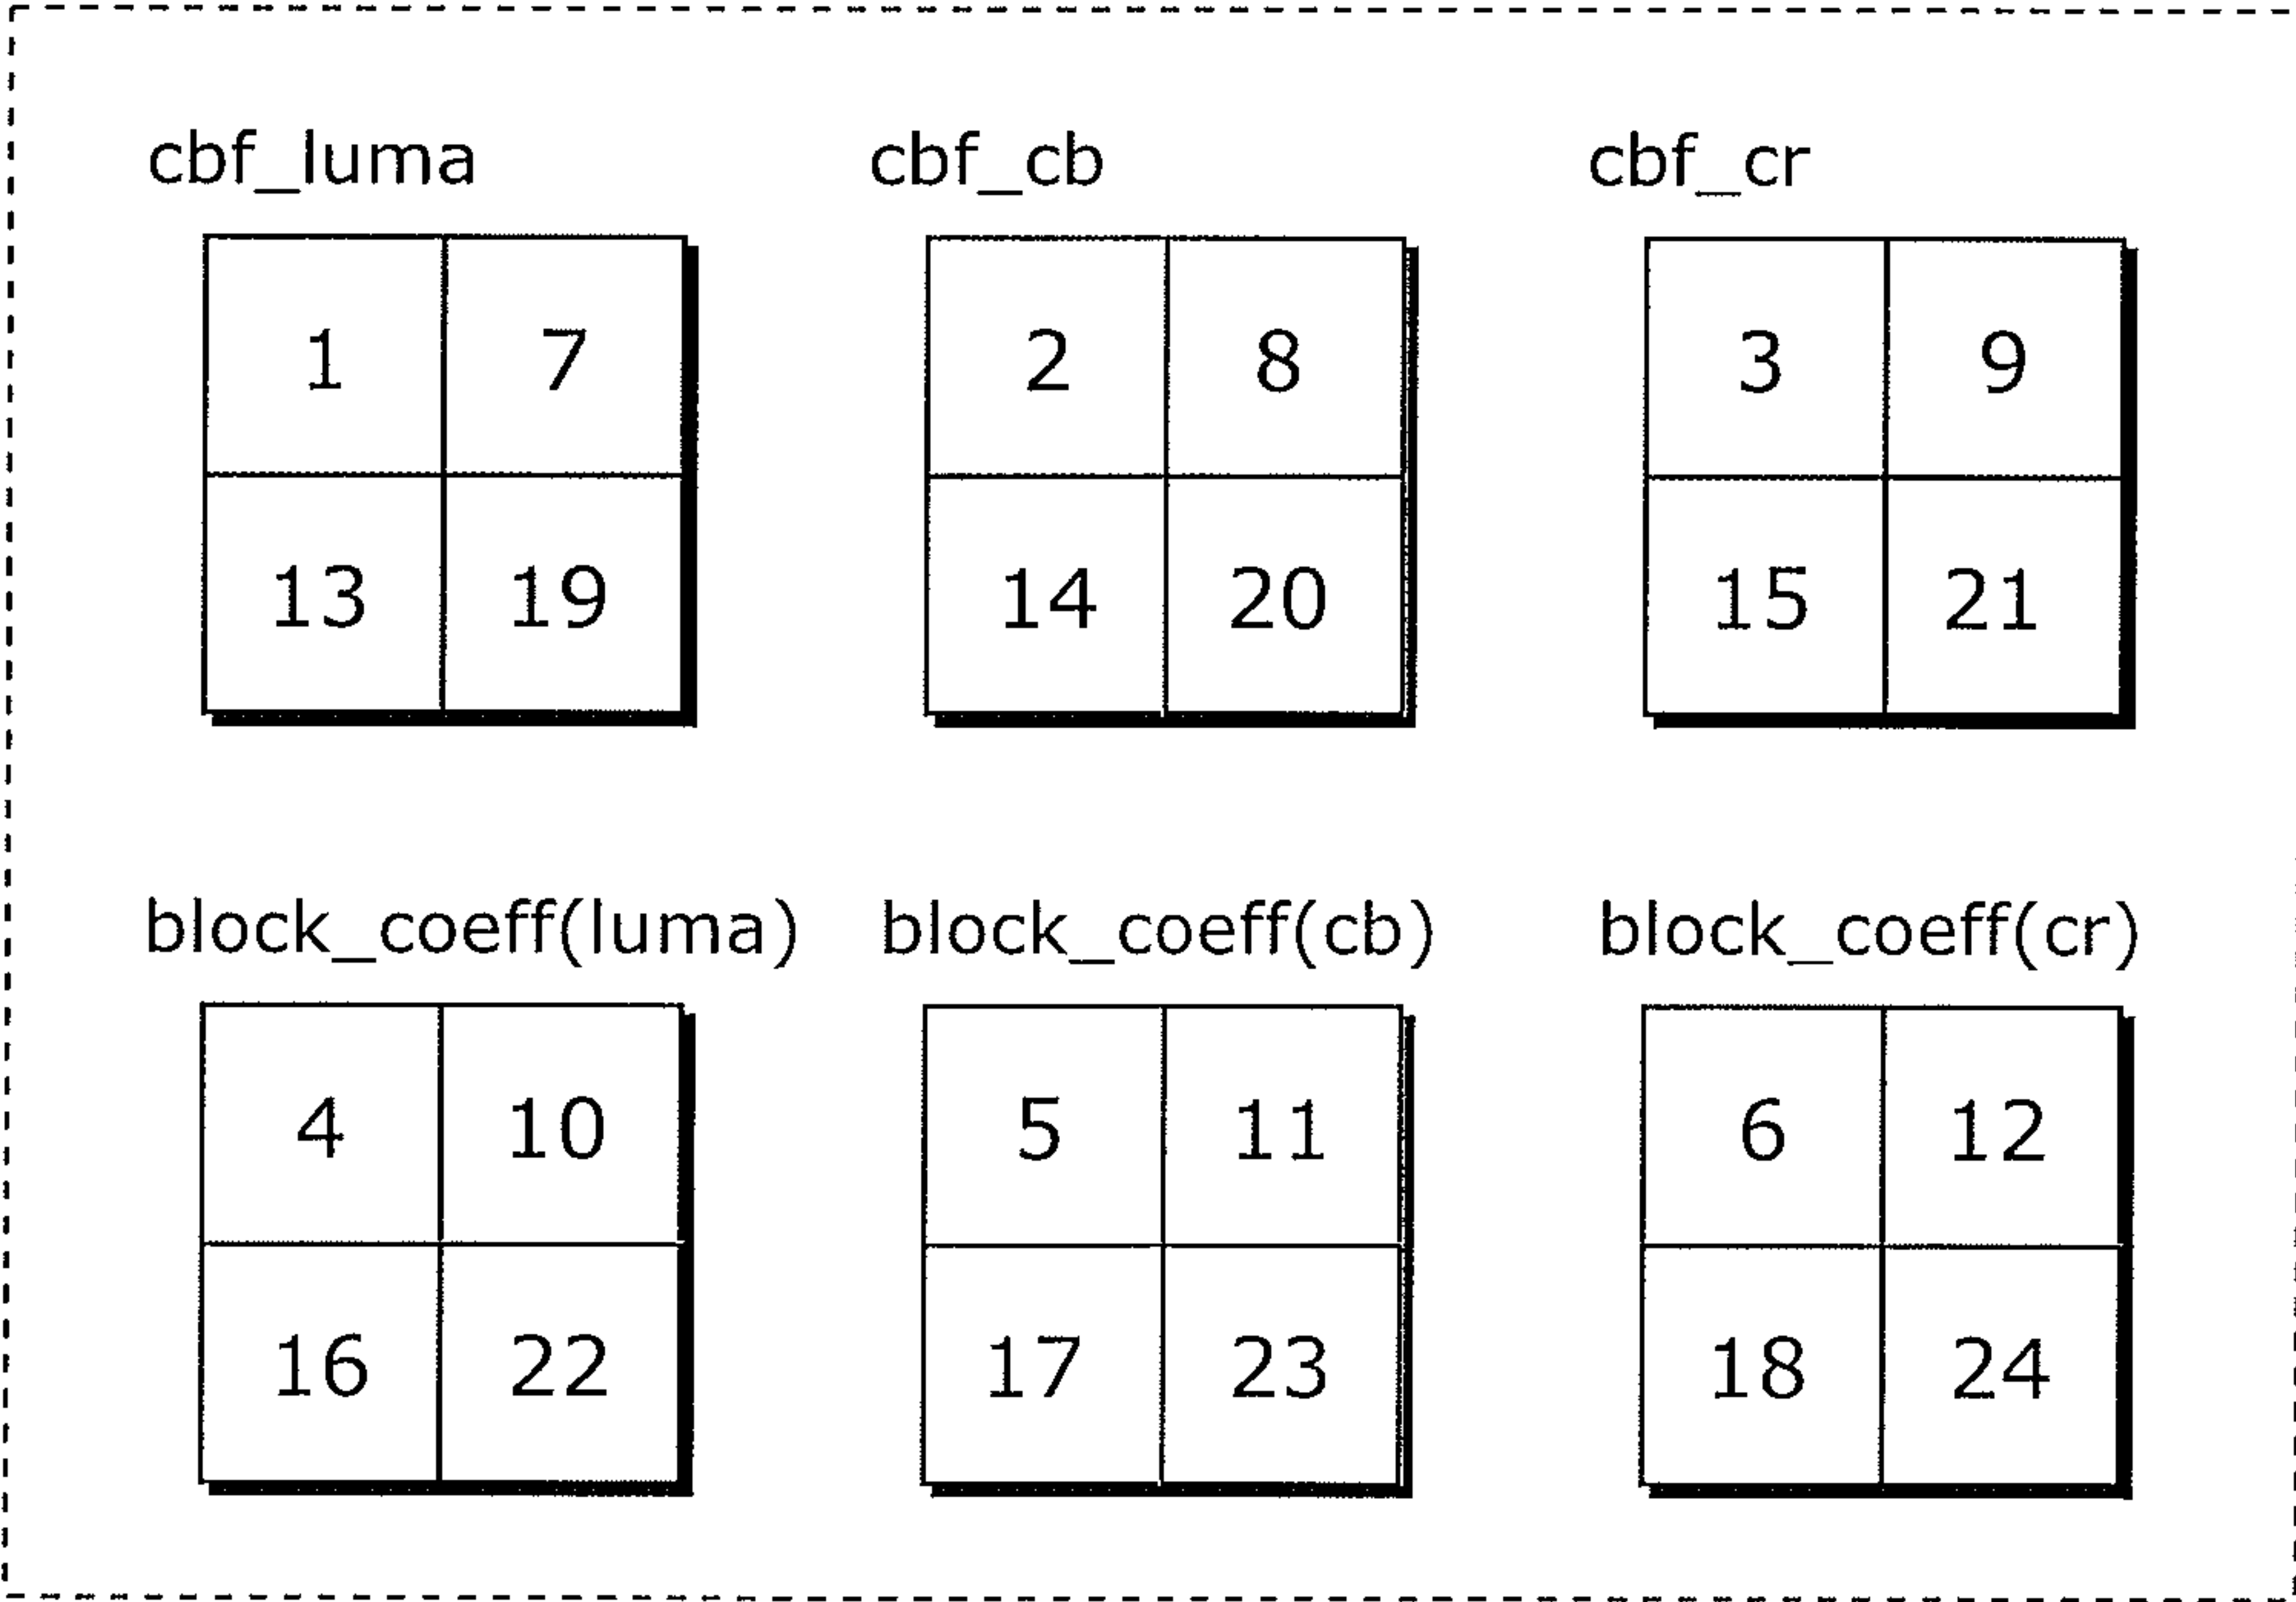 cbf_luma cbf_cb cbf_cr
1 7 2 8 3 9
13 19 14 20 15 21
block_coeff(luma) block_coeff(cb) block_coeff(cr)
4 10 5 11 6 12
16 22 17 23 18 24